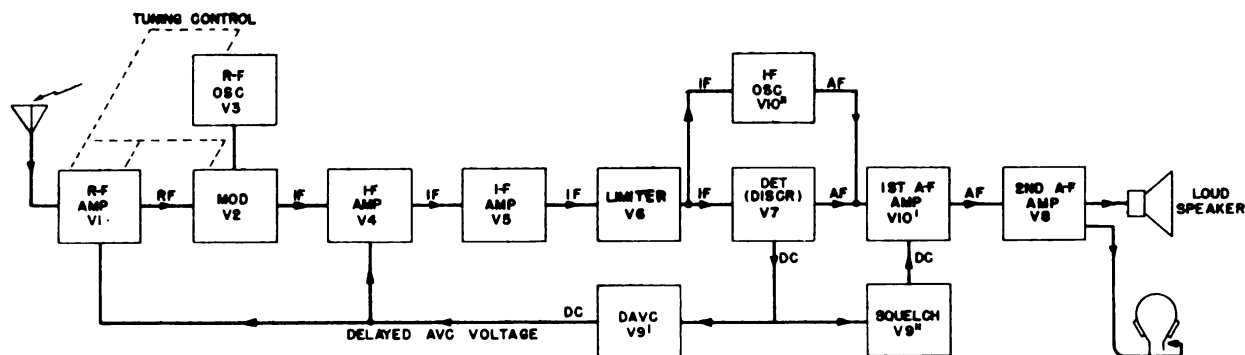 TUNING CONTROL
R-F
OSC
V3
I-F
OSC
V10"
IF
AF
R-F
AMP
V1
RF
MOD
V2
IF
I-F
AMP
V4
IF
I-F
AMP
V5
IF
LIMITER
V6
IF
DET
(DISCR)
V7
AF
1ST A-F
AMP
V10'
AF
2ND A-F
AMP
V8
LOUD
SPEAKER
DC
DC
DELAYED AVC VOLTAGE
DC
DAVC
V9'
SQUELCH
V9"